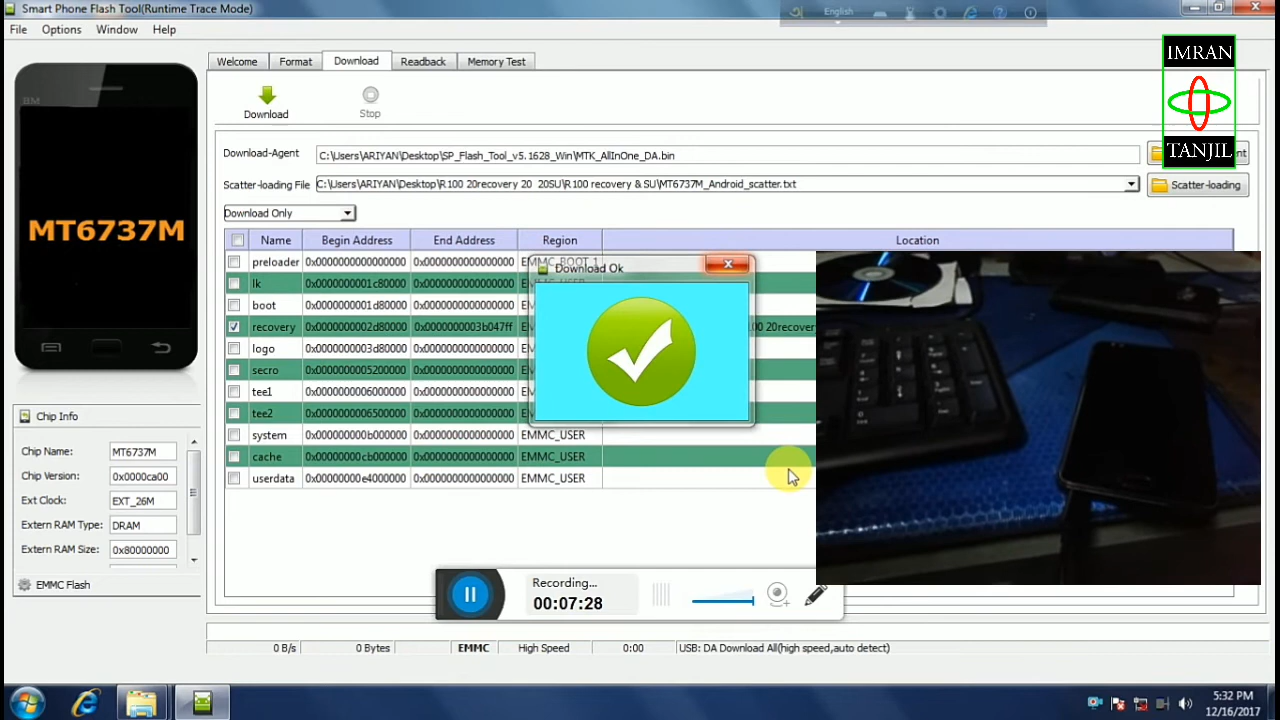 Smart Phone Flash Tool(Runtime Trace Mode)
English
File Options Window Help
IMRAN
TANJIL
BM
MT6737M
Welcome Format Download Readback Memory Test
Download
Stop
Download-Agent
C:\Users\ARIYAN\Desktop\SP_Flash_Tool_v5.1628_Win\MTK_AllInOne_DA.bin
Scatter-loading File
C:\Users\ARIYAN\Desktop\R100 20recovery 20 20SU\R100 recovery & SU\MT6737M_Android_scatter.txt
Scatter-loading
Download Only
Name Begin Address End Address Region Location
preloader 0x0000000000000000 0x0000000000000000 EMMC_BOOT_1
lk 0x0000000001c80000 0x0000000000000000
boot 0x0000000001d80000 0x0000000000000000
recovery 0x0000000002d80000 0x0000000003b047ff 00 20recovery
logo 0x0000000003d80000 0x0000000000000000
secro 0x0000000005200000 0x0000000000000000
tee1 0x0000000006000000 0x0000000000000000
tee2 0x0000000006500000 0x0000000000000000
system 0x000000000b000000 0x0000000000000000 EMMC_USER
cache 0x00000000cb000000 0x0000000000000000 EMMC_USER
userdata 0x00000000e4000000 0x0000000000000000 EMMC_USER
Download Ok
Chip Info
Chip Name: MT6737M
Chip Version: 0x0000ca00
Ext Clock: EXT_26M
Extern RAM Type: DRAM
Extern RAM Size: 0x80000000
EMMC Flash
Recording...
00:07:28
0 B/s 0 Bytes EMMC High Speed 0:00 USB: DA Download All(high speed,auto detect)
5:32 PM
12/16/2017